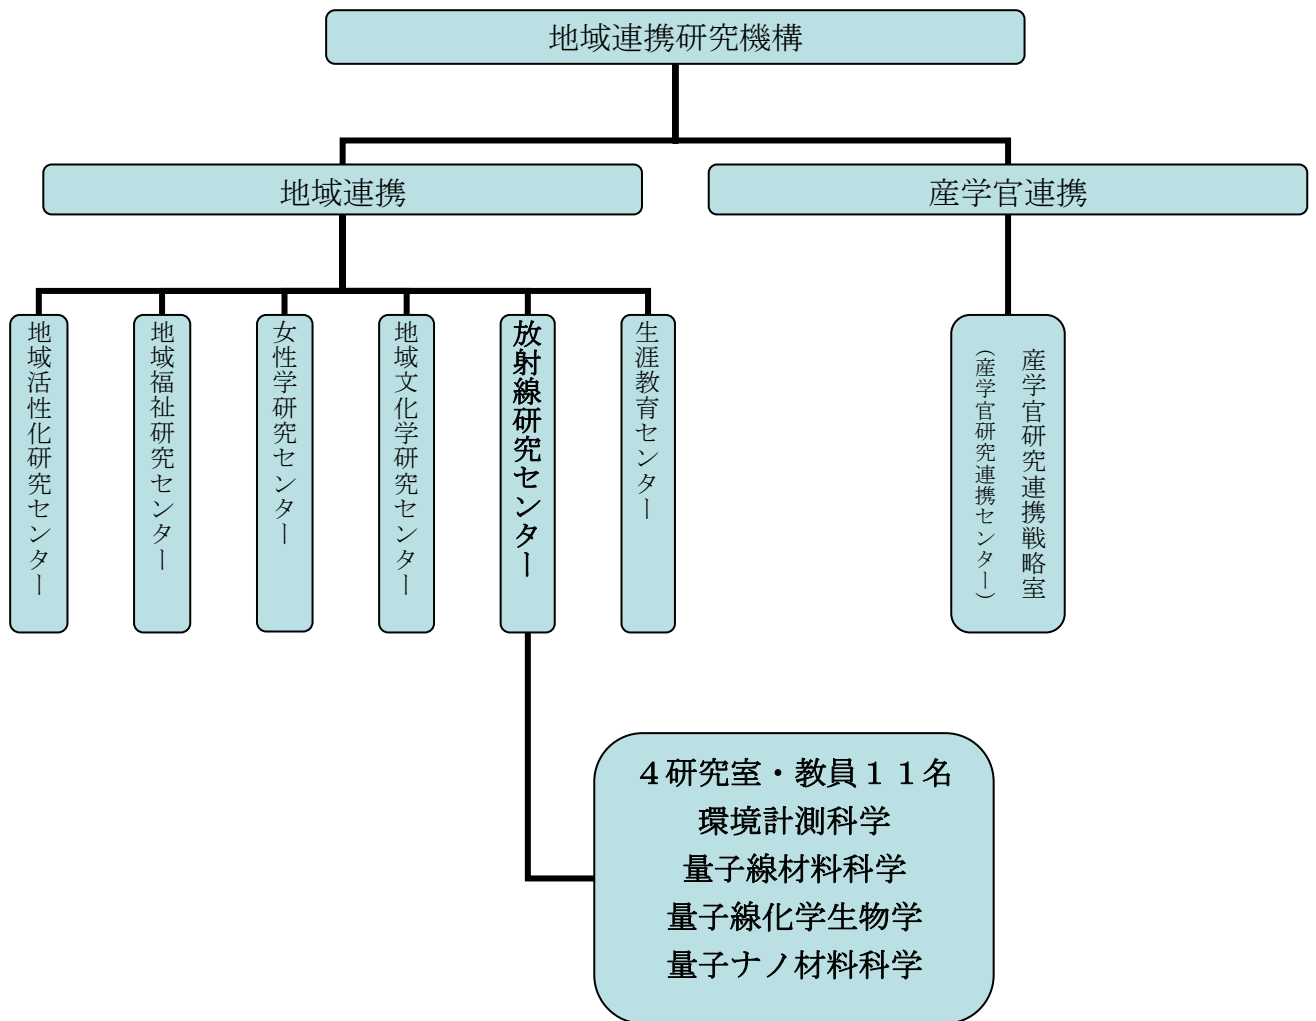 地域連携研究機構
地域連携
産学官連携
地域活性化研究センター
地域福祉研究センター
女性学研究センター
地域文化学研究センター
放射線研究センター
生涯教育センター
産学官研究連携戦略室
（産学官研究連携センター）
４研究室・教員１１名
環境計測科学
量子線材料科学
量子線化学生物学
量子ナノ材料科学